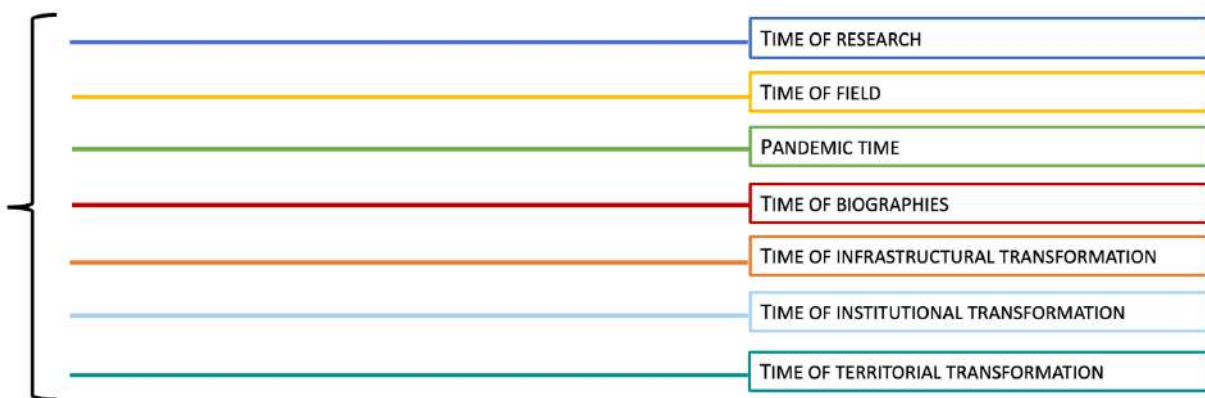 TIME OF RESEARCH
TIME OF FIELD
PANDEMIC TIME
TIME OF BIOGRAPHIES
TIME OF INFRASTRUCTURAL TRANSFORMATION
TIME OF INSTITUTIONAL TRANSFORMATION
TIME OF TERRITORIAL TRANSFORMATION